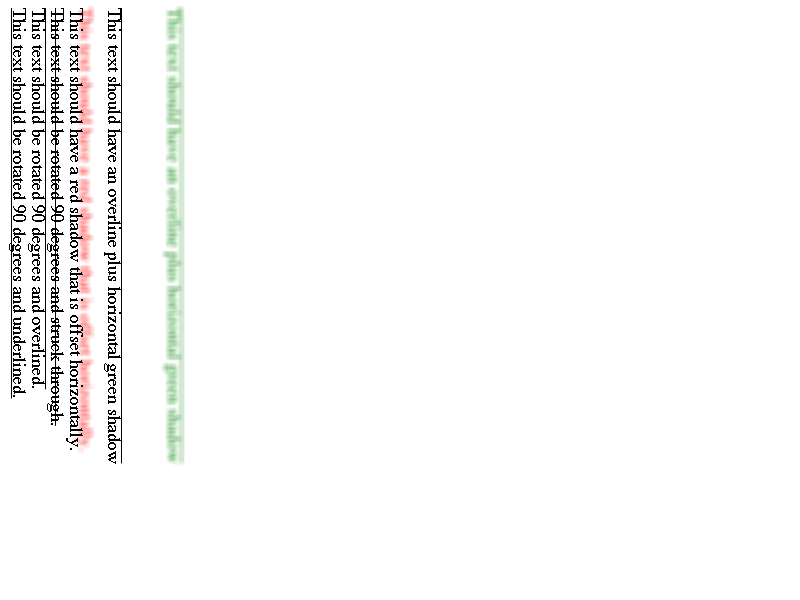 This text should be rotated 90 degrees and underlined.
This text should be rotated 90 degrees and overlined.
This text should be rotated 90 degrees and struck through.
This text should have a red shadow that is offset horizontally.
This text should have an overline plus horizontal green shadow